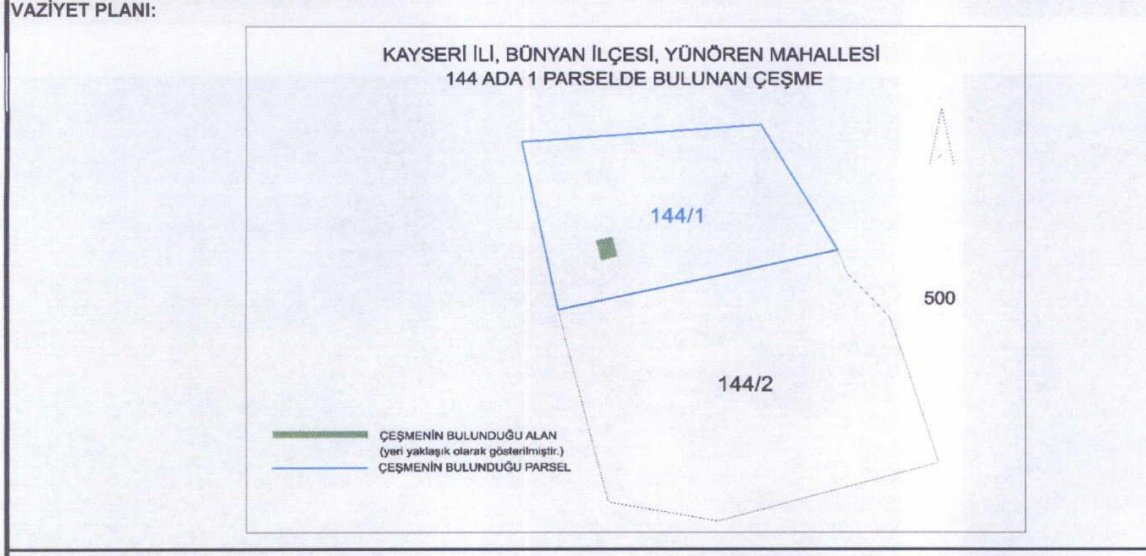 VAZİYET PLANI:
KAYSERİ İLİ, BÜNYAN İLÇESİ, YÜNÖREN MAHALLESİ
144 ADA 1 PARSELDE BULUNAN ÇEŞME
144/1
500
144/2
ÇEŞMENİN BULUNDUĞU ALAN
(yeri yaklaşık olarak gösterilmiştir.)
ÇEŞMENİN BULUNDUĞU PARSEL